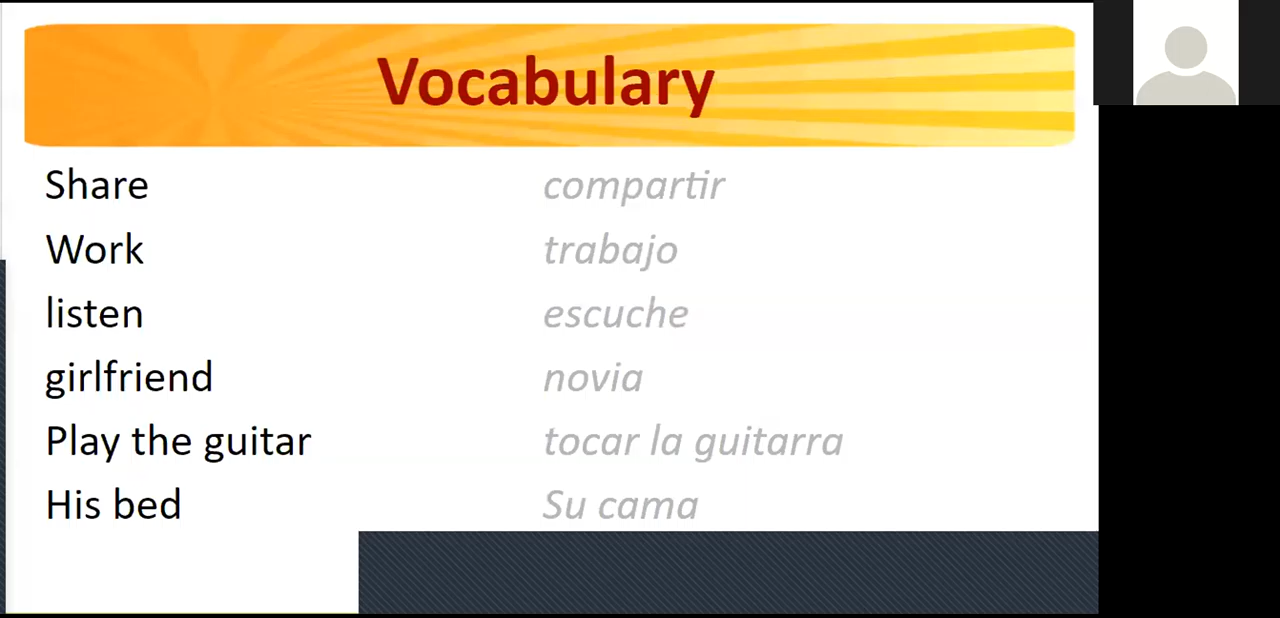 Vocabulary
Share compartir
Work trabajo
listen escuche
girlfriend novia
Play the guitar tocar la guitarra
His bed Su cama